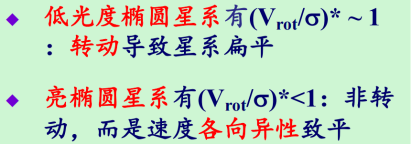 ◆ 低光度椭圆星系有(Vrot/σ)* ~ 1
：转动导致星系扁平
◆ 亮椭圆星系有(Vrot/σ)*<1：非转
动，而是速度各向异性致平